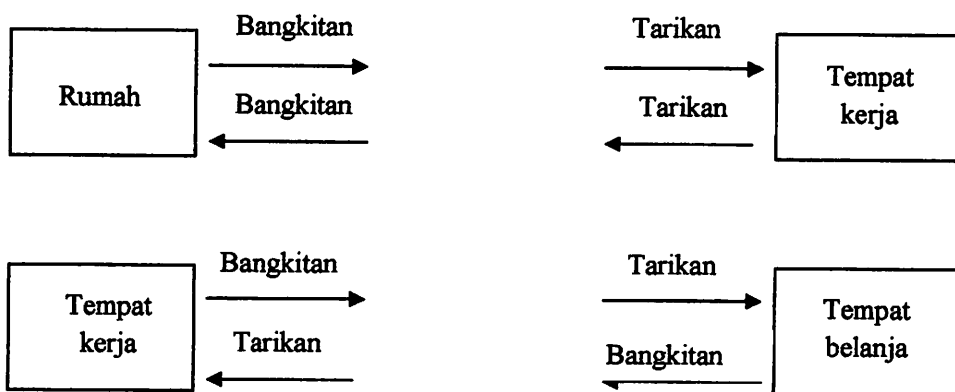 Bangkitan
Tarikan
Rumah
Bangkitan
Tarikan
Tempat
kerja
Bangkitan
Tarikan
Tempat
kerja
Tarikan
Bangkitan
Tempat
belanja